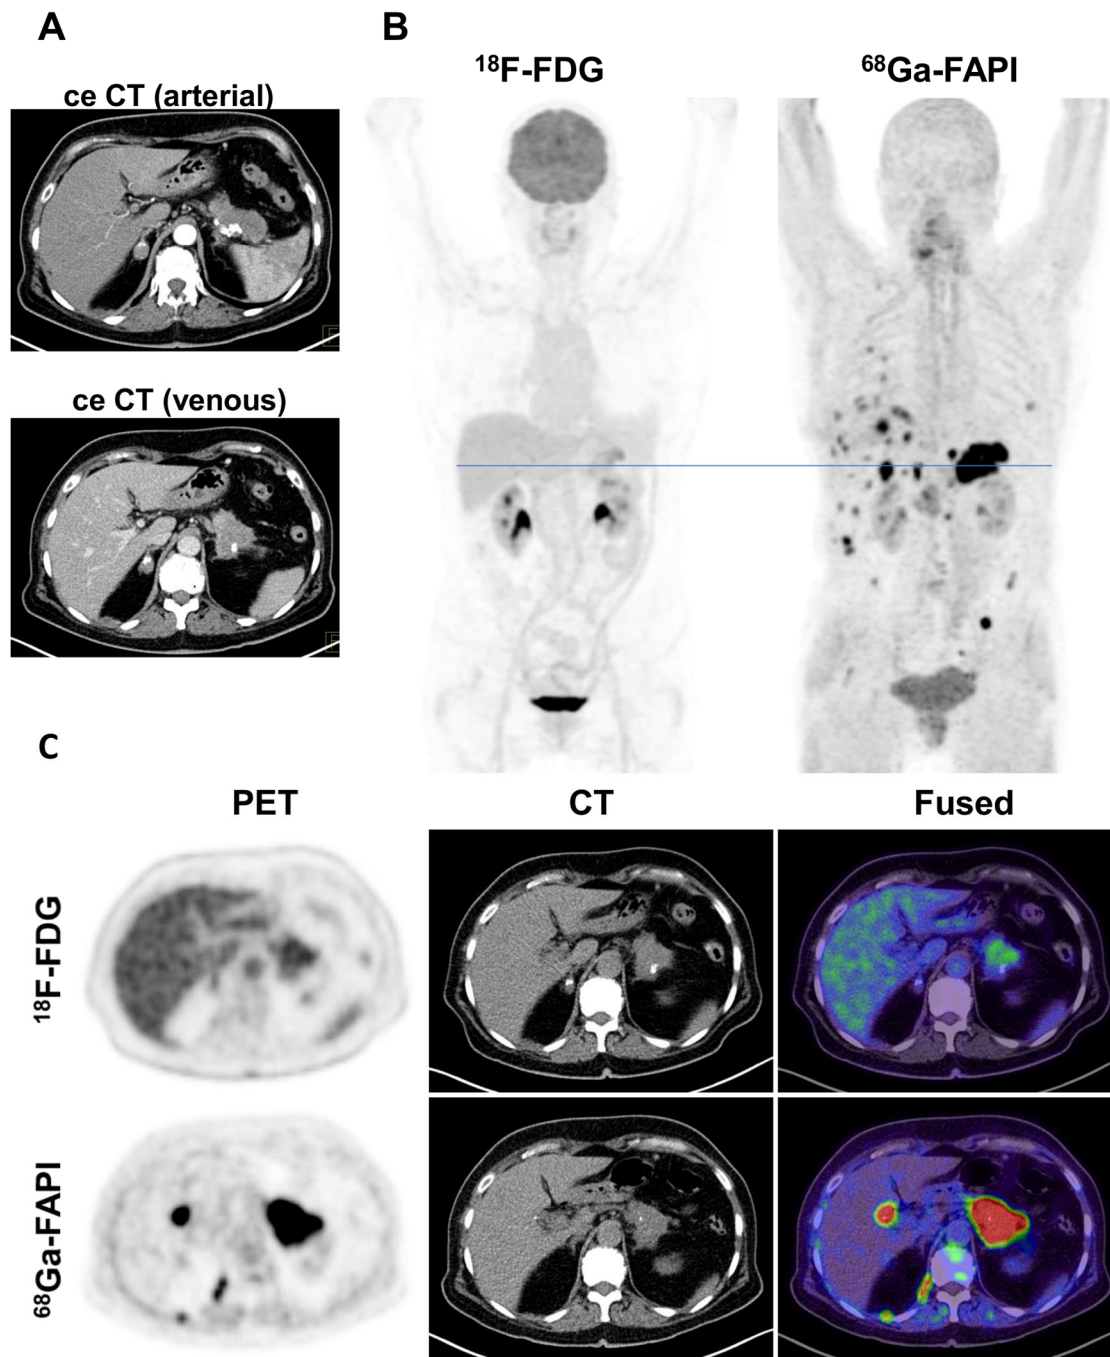 A
B
ce CT (arterial)
¹⁸F-FDG
⁶⁸Ga-FAPI
ce CT (venous)
C
PET
CT
Fused
¹⁸F-FDG
⁶⁸Ga-FAPI